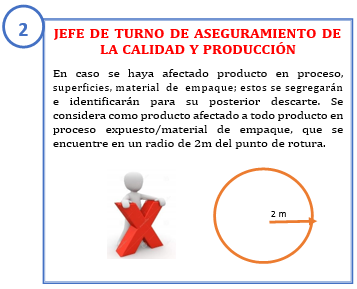 2
JEFE DE TURNO DE ASEGURAMIENTO DE
LA CALIDAD Y PRODUCCIÓN
En caso se haya afectado producto en proceso,
superficies, material de empaque; estos se segregarán
e identificarán para su posterior descarte. Se
considera como producto afectado a todo producto en
proceso expuesto/material de empaque, que se
encuentre en un radio de 2m del punto de rotura.
2 m